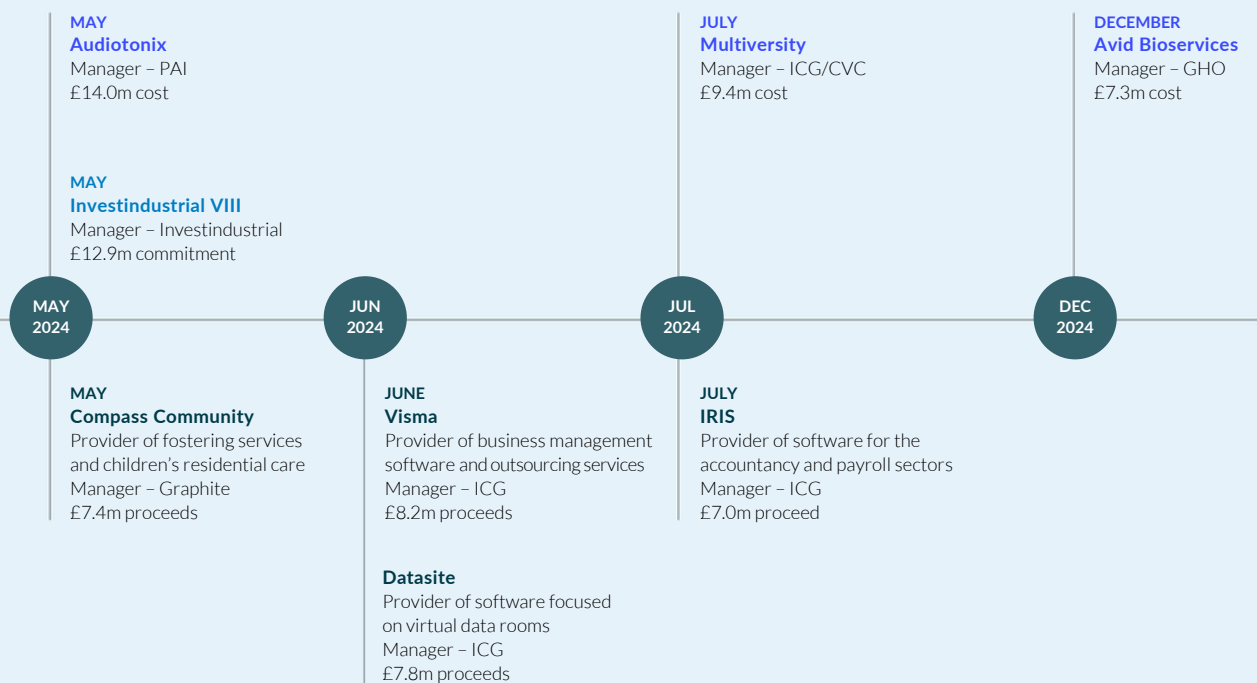 MAY
Audiotonix
Manager – PAI
£14.0m cost
MAY
Investindustrial VIII
Manager – Investindustrial
£12.9m commitment
JULY
Multiversity
Manager – ICG/CVC
£9.4m cost
DECEMBER
Avid Bioservices
Manager – GHO
£7.3m cost
MAY
2024
JUN
2024
JUL
2024
DEC
2024
MAY
Compass Community
Provider of fostering services
and children’s residential care
Manager – Graphite
£7.4m proceeds
JUNE
Visma
Provider of business management
software and outsourcing services
Manager – ICG
£8.2m proceeds
Datasite
Provider of software focused
on virtual data rooms
Manager – ICG
£7.8m proceeds
JULY
IRIS
Provider of software for the
accountancy and payroll sectors
Manager – ICG
£7.0m proceed